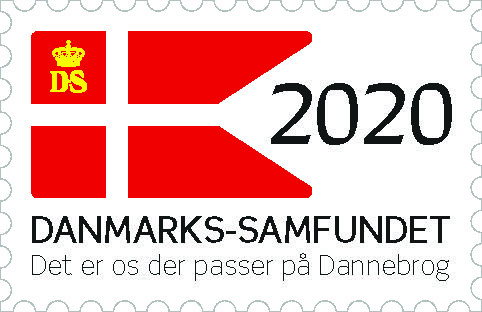 DS
2020
DANMARKS-SAMFUNDET
Det er os der passer på Dannebrog